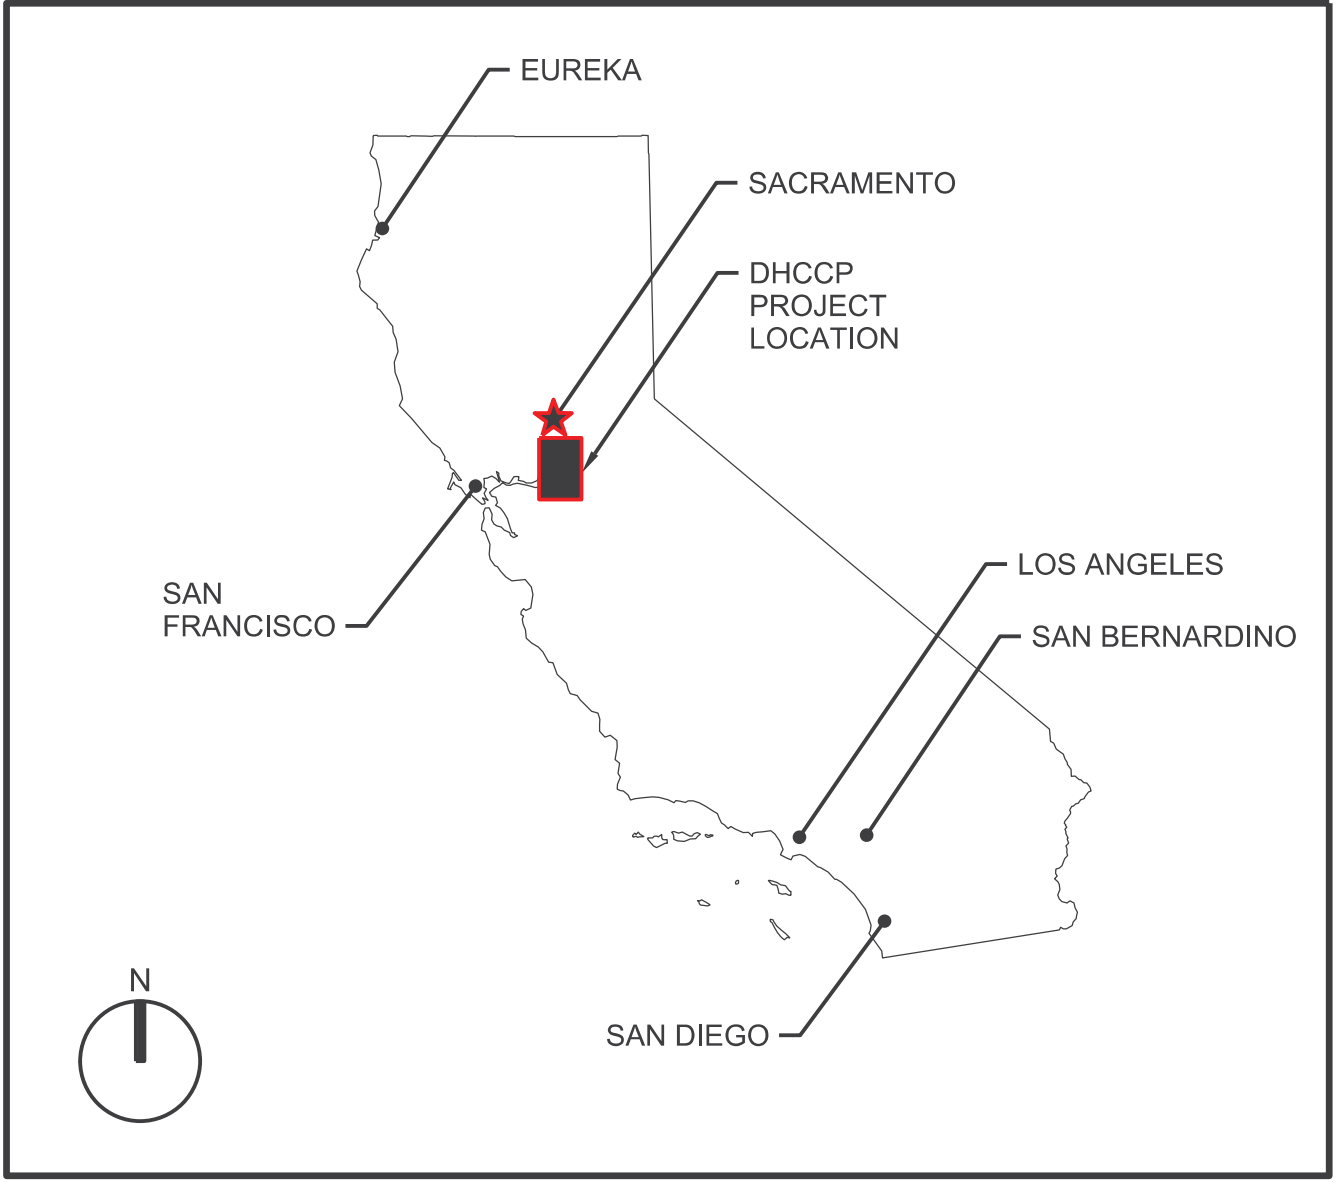 EUREKA
SACRAMENTO
DHCCP
PROJECT
LOCATION
LOS ANGELES
SAN
FRANCISCO
SAN BERNARDINO
N
SAN DIEGO